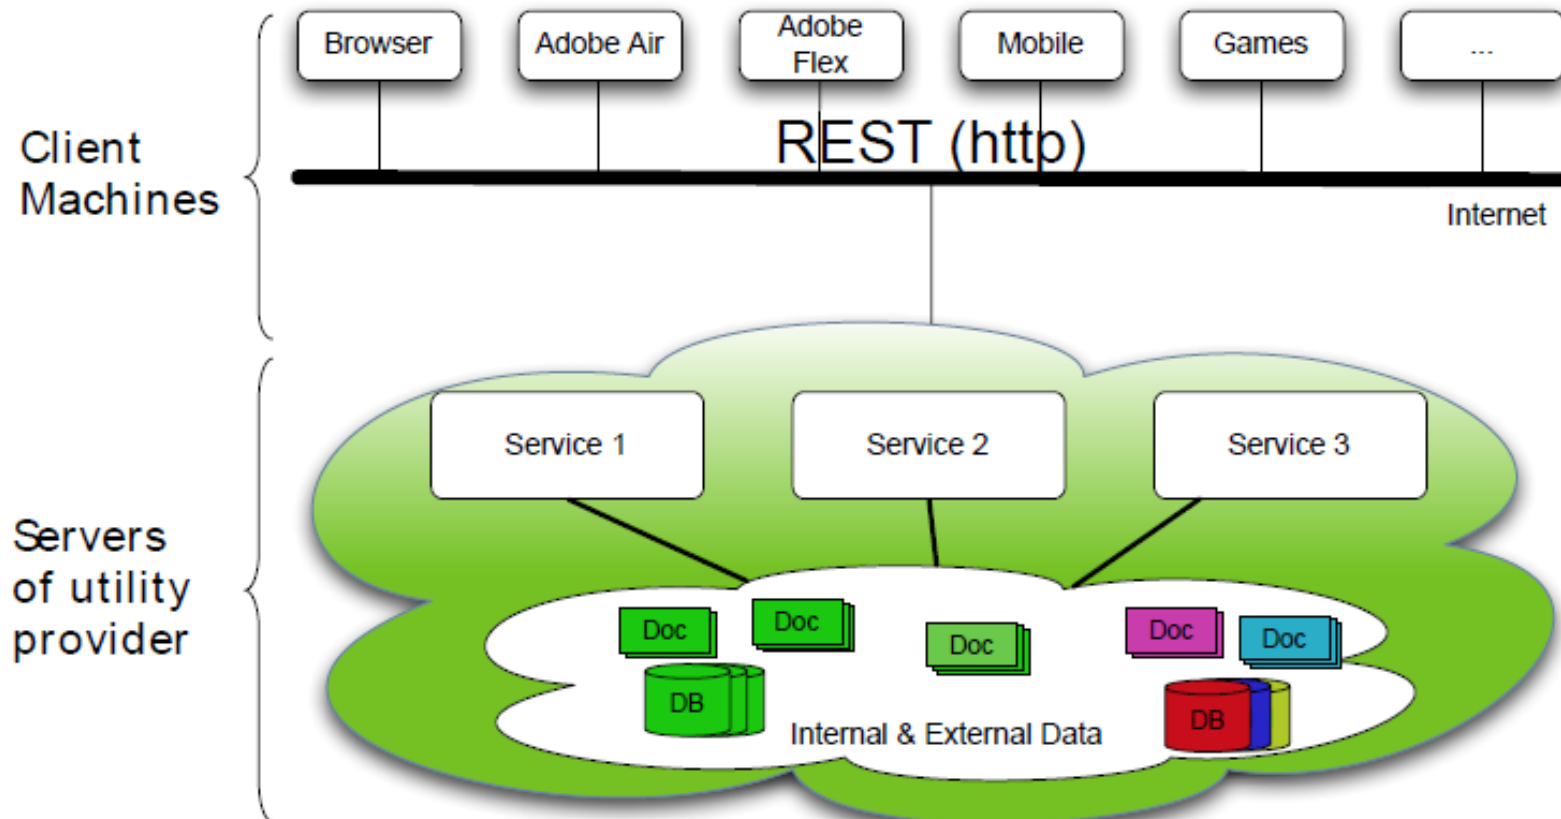 Browser
Adobe Air
Adobe
Flex
Mobile
Games
...
Client
Machines
REST (http)
Internet
Service 1
Service 2
Service 3
Servers
of utility
provider
Doc
Doc
Doc
Doc
Doc
DB
DB
Internal & External Data